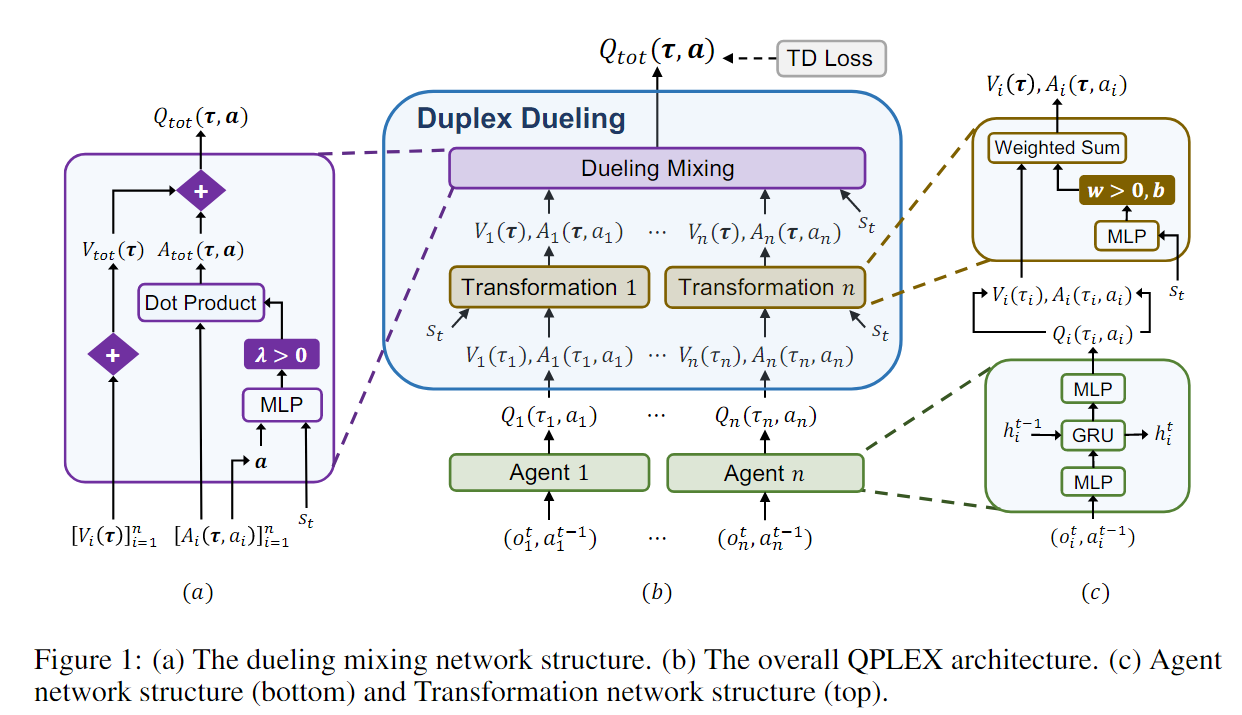 Q_tot(τ, a)
V_tot(τ) A_tot(τ, a)
Dot Product
λ > 0
MLP
a
[V_i(τ)]_{i=1}^n [A_i(τ, a_i)]_{i=1}^n s_t
(a)
Q_tot(τ, a) TD Loss
Duplex Dueling
Dueling Mixing
V_1(τ), A_1(τ, a_1) ⋯ V_n(τ), A_n(τ, a_n) s_t
Transformation 1 Transformation n
s_t s_t
V_1(τ_1), A_1(τ_1, a_1) ⋯ V_n(τ_n), A_n(τ_n, a_n)
Q_1(τ_1, a_1) ⋯ Q_n(τ_n, a_n)
Agent 1 Agent n
(o_1^t, a_1^{t−1}) ⋯ (o_n^t, a_n^{t−1})
(b)
V_i(τ), A_i(τ, a_i)
Weighted Sum
w > 0, b
MLP
V_i(τ_i), A_i(τ_i, a_i) s_t
Q_i(τ_i, a_i)
MLP
h_i^{t−1} GRU h_i^t
MLP
(o_i^t, a_i^{t−1})
(c)
Figure 1: (a) The dueling mixing network structure. (b) The overall QPLEX architecture. (c) Agent
network structure (bottom) and Transformation network structure (top).